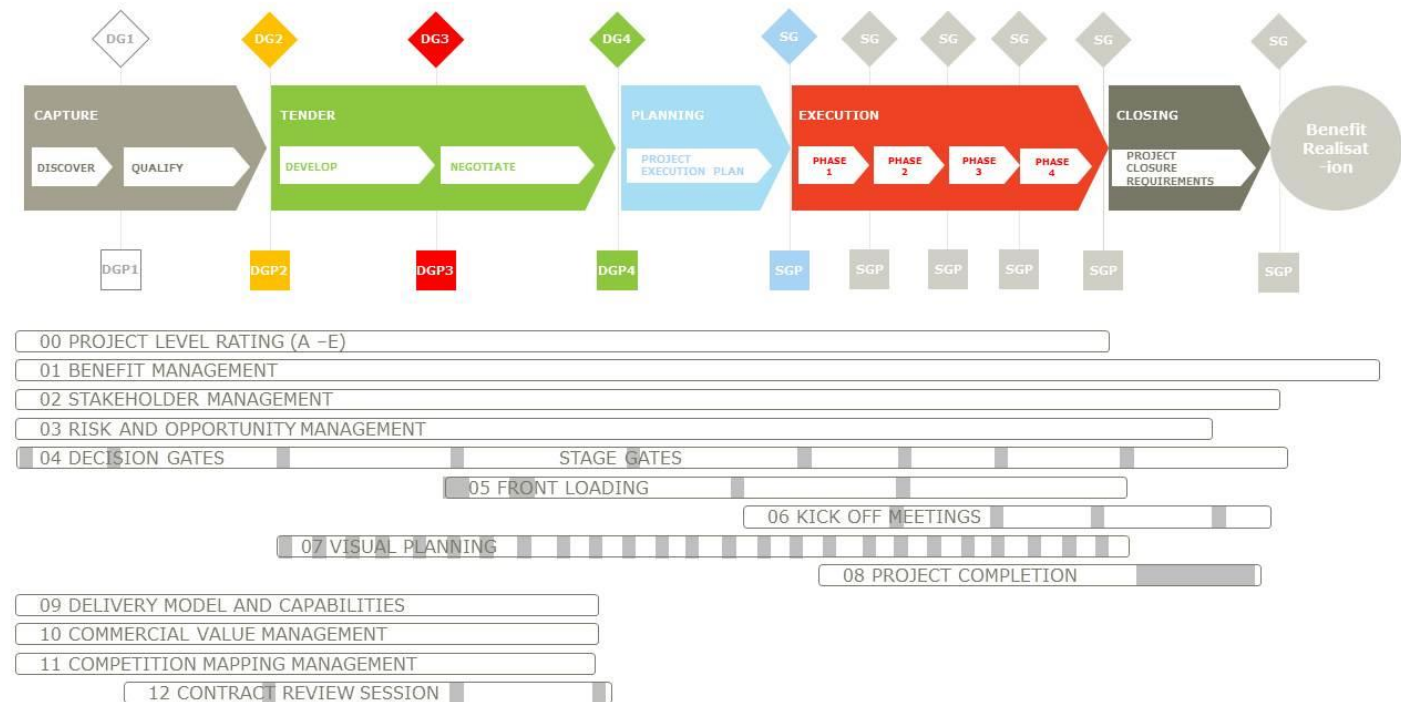 DG1
DG2
DG3
DG4
SG
SG
SG
SG
SG
SG
CAPTURE
TENDER
PLANNING
EXECUTION
CLOSING
DISCOVER
QUALIFY
DEVELOP
NEGOTIATE
PROJECT
EXECUTION PLAN
PHASE
1
PHASE
2
PHASE
3
PHASE
4
PROJECT
CLOSURE
REQUIREMENTS
Benefit
Realisat
-ion
DGP1
DGP2
DGP3
DGP4
SGP
SGP
SGP
SGP
SGP
SGP
00 PROJECT LEVEL RATING (A –E)
01 BENEFIT MANAGEMENT
02 STAKEHOLDER MANAGEMENT
03 RISK AND OPPORTUNITY MANAGEMENT
04 DECISION GATES STAGE GATES
05 FRONT LOADING
06 KICK OFF MEETINGS
07 VISUAL PLANNING
08 PROJECT COMPLETION
09 DELIVERY MODEL AND CAPABILITIES
10 COMMERCIAL VALUE MANAGEMENT
11 COMPETITION MAPPING MANAGEMENT
12 CONTRACT REVIEW SESSION